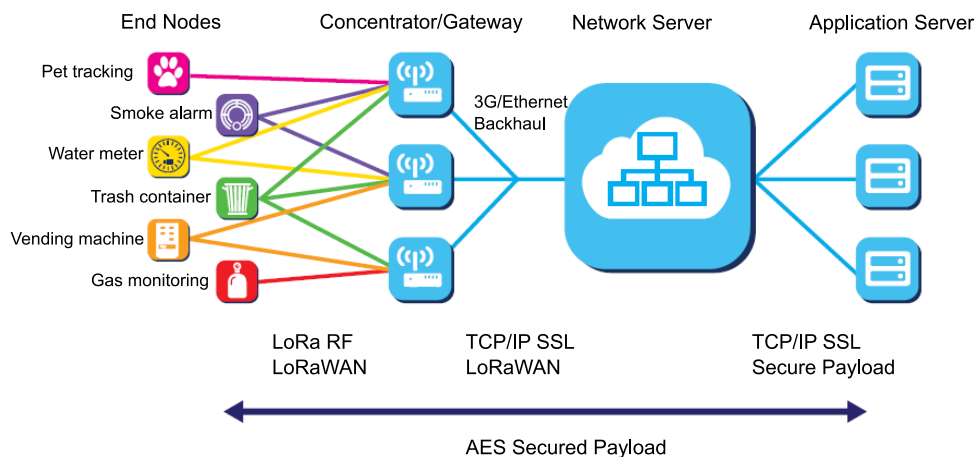 End Nodes
Concentrator/Gateway
Network Server
Application Server
Pet tracking
Smoke alarm
Water meter
Trash container
Vending machine
Gas monitoring
3G/Ethernet
Backhaul
LoRa RF
LoRaWAN
TCP/IP SSL
LoRaWAN
TCP/IP SSL
Secure Payload
AES Secured Payload